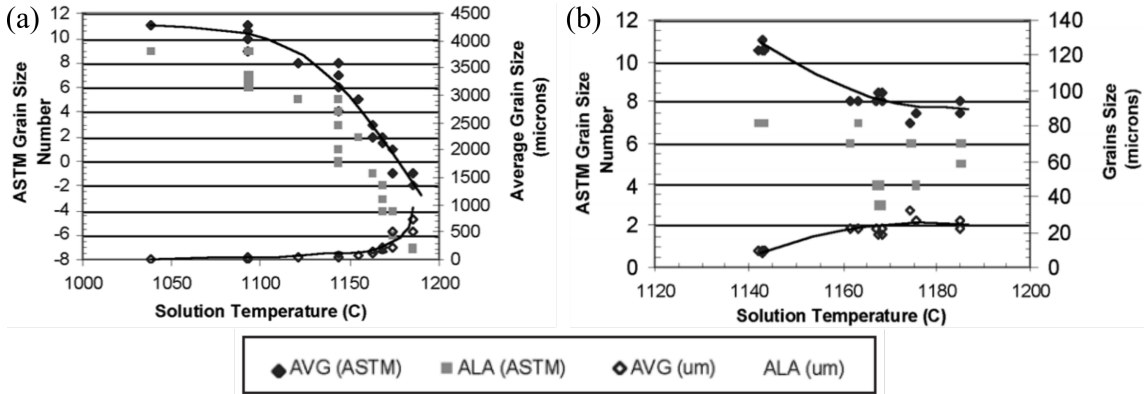 (a)
12
10
8
6
4
2
0
-2
-4
-6
-8
ASTM Grain Size
Number
4500
4000
3500
3000
2500
2000
1500
1000
500
0
Average Grain Size
(microns)
1000 1050 1100 1150 1200
Solution Temperature (C)
(b)
12
10
8
6
4
2
0
ASTM Grain Size
Number
140
120
100
80
60
40
20
0
Grains Size
(microns)
1120 1140 1160 1180 1200
Solution Temperature (C)
AVG (ASTM) ALA (ASTM) AVG (um) ALA (um)